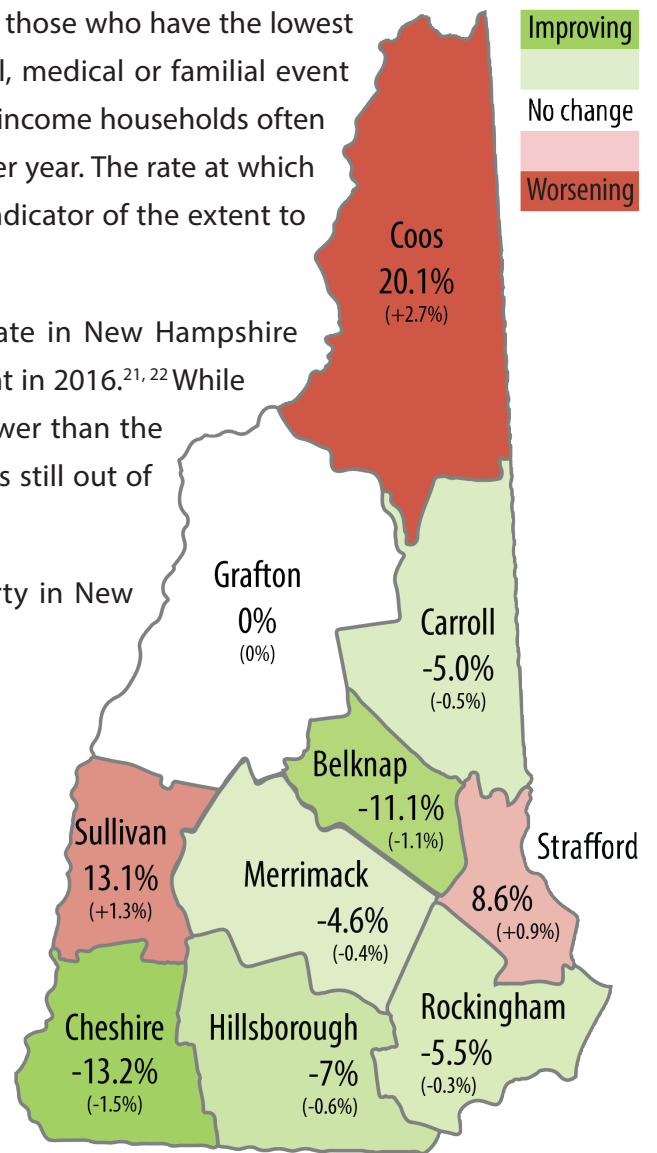 those who have the lowest
l, medical or familial event
income households often
er year. The rate at which
ndicator of the extent to
ate in New Hampshire
nt in 2016.21, 22 While
wer than the
s still out of
rty in New
Improving
No change
Worsening
Coos
20.1%
(+2.7%)
Grafton
0%
(0%)
Carroll
-5.0%
(-0.5%)
Belknap
-11.1%
(-1.1%)
Sullivan
13.1%
(+1.3%)
Merrimack
-4.6%
(-0.4%)
Strafford
8.6%
(+0.9%)
Cheshire
-13.2%
(-1.5%)
Hillsborough
-7%
(-0.6%)
Rockingham
-5.5%
(-0.3%)